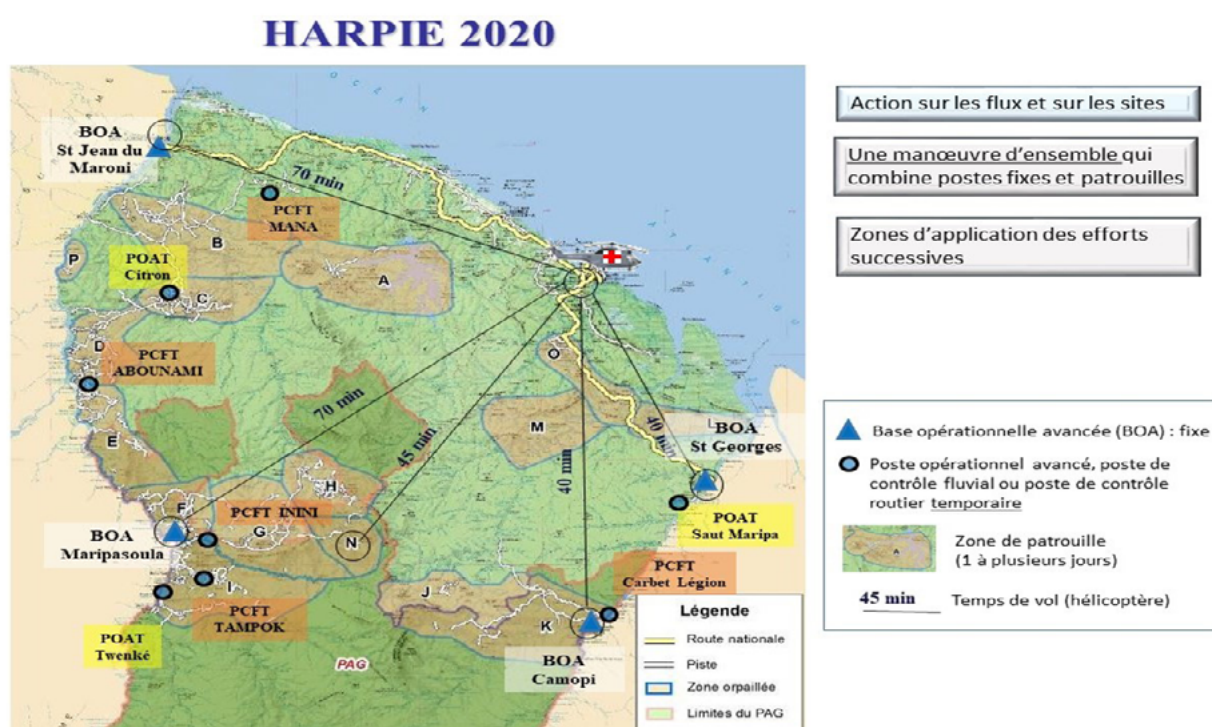 HARPIE 2020
OCÉAN
BOA
St Jean du
Maroni
70 min
PCFT
MANA
B
P
POAT
Citron
A
C
D
PCFT
ABOUNAMI
O
70 min
E
M
45 min
40 min
40 min
BOA
St Georges
H
F
PCFT ININI
G
N
BOA
Maripasoula
POAT
Saut Maripa
I
PCFT
Carbet Légion
J
PCFT
TAMPOK
K
POAT
Twenké
PAG
BOA
Camopi
Légende
Route nationale
Piste
Zone orpaillée
Limites du PAG
Action sur les flux et sur les sites
Une manœuvre d'ensemble qui
combine postes fixes et patrouilles
Zones d'application des efforts
successives
Base opérationnelle avancée (BOA) : fixe
Poste opérationnel avancé, poste de
contrôle fluvial ou poste de contrôle
routier temporaire
A
Zone de patrouille
(1 à plusieurs jours)
45 min
Temps de vol (hélicoptère)